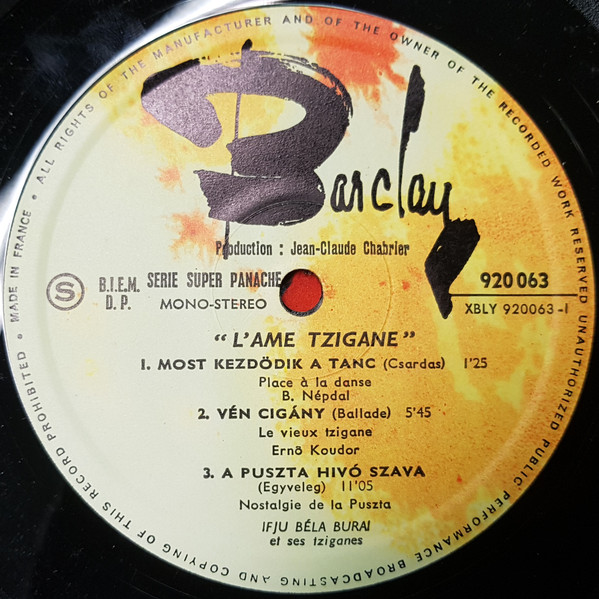 ALL RIGHTS OF THE MANUFACTURER AND OF THE OWNER OF THE RECORDED WORK RESERVED UNAUTHORIZED PUBLIC PERFORMANCE BROADCASTING AND COPYING OF THIS RECORD PROHIBITED • MADE IN FRANCE •
Barclay
Production : Jean-Claude Chabrier
S
B.I.E.M. SERIE SUPER PANACHE 920 063
D.P. MONO-STEREO XBLY 920063-1
"L'AME TZIGANE"
1. MOST KEZDÖDIK A TANC (Csardas) 1'25
Place à la danse
B. Népdal
2. VÉN CIGÁNY (Ballade) 5'45
Le vieux tzigane
Ernö Koudor
3. A PUSZTA HIVÓ SZAVA
(Egyveleg) 11'05
Nostalgie de la Puszta
IFJU BÉLA BURAI
et ses tziganes